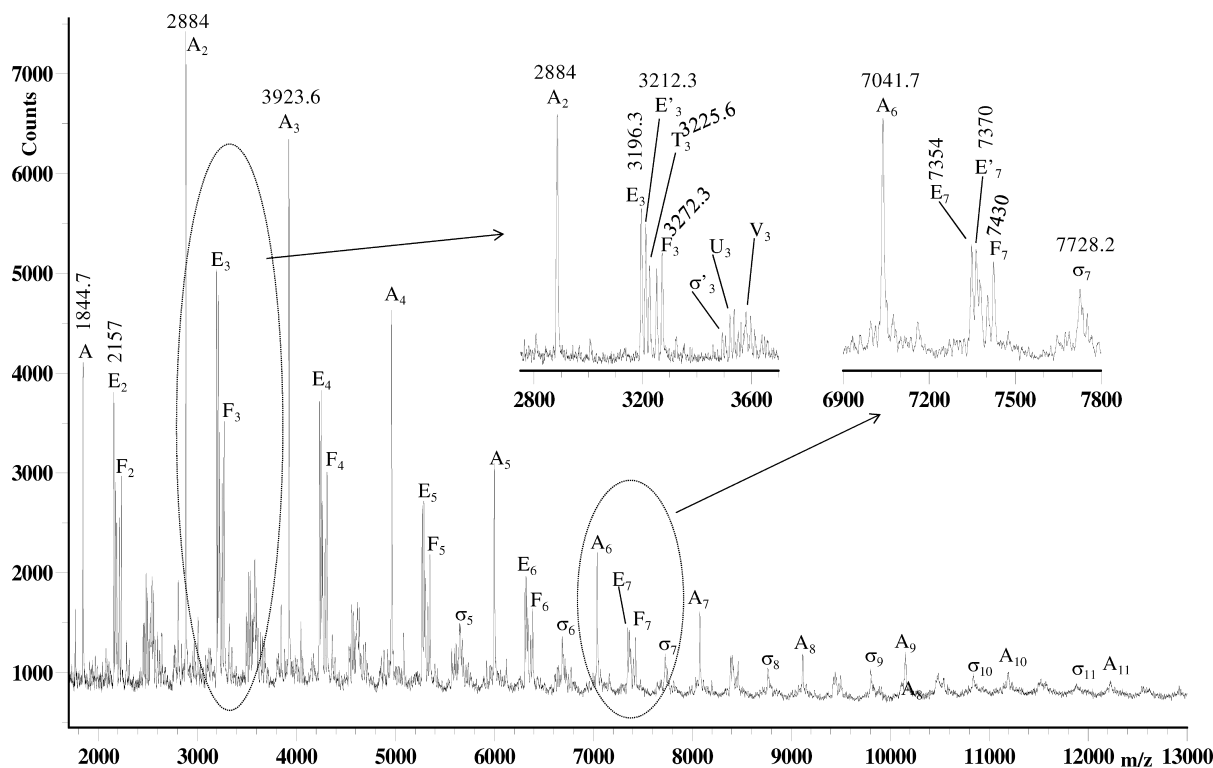 2884
A₂
3923.6
A₃
1844.7
A
2157
E₂
F₂
E₃
F₃
A₄
E₄
F₄
A₅
E₅
F₅
σ₅
E₆
F₆
σ₆
A₆
E₇
F₇
σ₇
A₇
σ₈
A₈
σ₉
A₉
A₈
σ₁₀
A₁₀
σ₁₁
A₁₁
2884
A₂
3196.3
E₃
3212.3
E’₃
T₃
3225.6
F₃
3272.3
σ’₃
U₃
V₃
2800 3200 3600
7041.7
A₆
7354
E₇
7370
E’₇
7430
F₇
7728.2
σ₇
6900 7200 7500 7800
Counts
7000
6000
5000
4000
3000
2000
1000
2000 3000 4000 5000 6000 7000 8000 9000 10000 11000 12000 m/z 13000